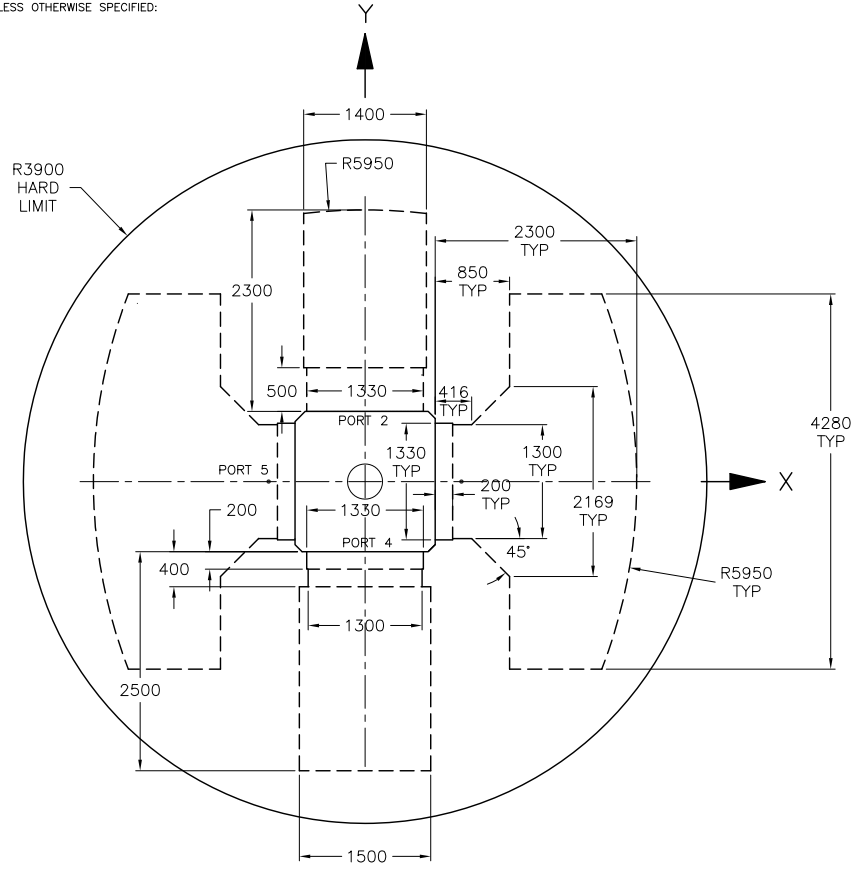 LESS OTHERWISE SPECIFIED:
Y
1400
R5950
R3900
HARD
LIMIT
2300
TYP
850
TYP
2300
500
1330
416
TYP
PORT 2
4280
TYP
1330
TYP
1300
TYP
PORT 5
X
200
TYP
2169
TYP
200
1330
PORT 4
45°
400
R5950
TYP
1300
2500
1500